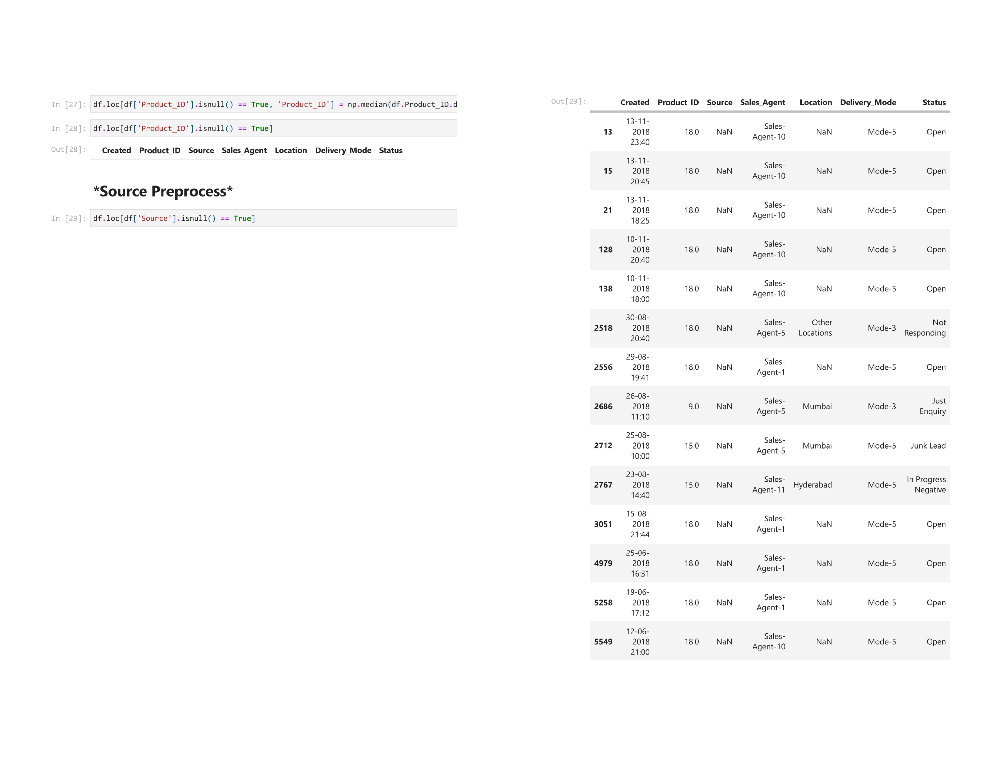 In [27]: df.loc[df['Product_ID'].isnull() == True, 'Product_ID'] = np.median(df.Product_ID.d
In [28]: df.loc[df['Product_ID'].isnull() == True]
Out[28]: Created Product_ID Source Sales_Agent Location Delivery_Mode Status
*Source Preprocess*
In [29]: df.loc[df['Source'].isnull() == True]
Out[29]: Created Product_ID Source Sales_Agent Location Delivery_Mode Status
13-11-
Sales-
13 2018 18.0 NaN NaN Mode-5 Open
Agent-10
23:40
13-11-
Sales-
15 2018 18.0 NaN NaN Mode-5 Open
Agent-10
20:45
13-11-
Sales-
21 2018 18.0 NaN NaN Mode-5 Open
Agent-10
18:25
10-11-
Sales-
128 2018 18.0 NaN NaN Mode-5 Open
Agent-10
20:40
10-11-
Sales-
138 2018 18.0 NaN NaN Mode-5 Open
Agent-10
18:00
30-08-
Sales- Other Not
2518 2018 18.0 NaN Mode-3
Agent-5 Locations Responding
20:40
29-08-
Sales-
2556 2018 18.0 NaN NaN Mode-5 Open
Agent-1
19:41
26-08-
Sales- Just
2686 2018 9.0 NaN Mumbai Mode-3
Agent-5 Enquiry
11:10
25-08-
Sales-
2712 2018 15.0 NaN Mumbai Mode-5 Junk Lead
Agent-5
10:00
23-08-
Sales- In Progress
2767 2018 15.0 NaN Hyderabad Mode-5
Agent-11 Negative
14:40
15-08-
Sales-
3051 2018 18.0 NaN NaN Mode-5 Open
Agent-1
21:44
25-06-
Sales-
4979 2018 18.0 NaN NaN Mode-5 Open
Agent-1
16:31
19-06-
Sales-
5258 2018 18.0 NaN NaN Mode-5 Open
Agent-1
17:12
12-06-
Sales-
5549 2018 18.0 NaN NaN Mode-5 Open
Agent-10
21:00